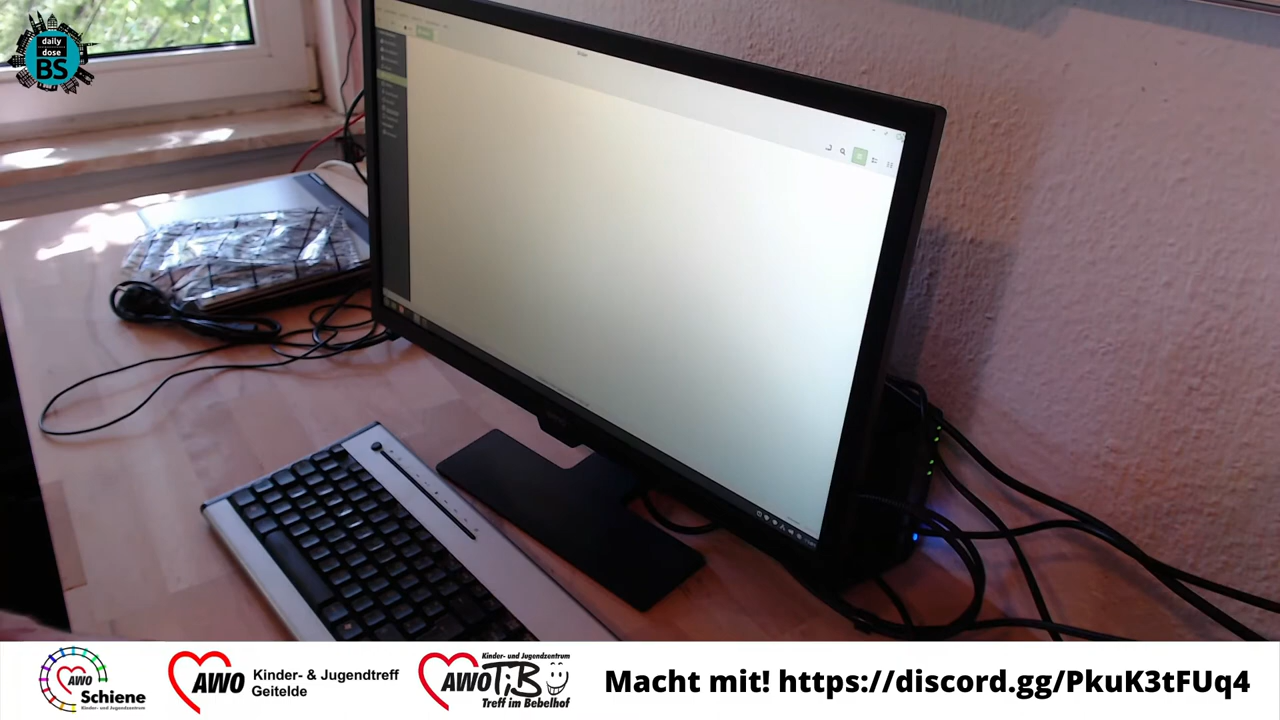 daily
dose
BS
AWO
Schiene
Kinder- und Jugendzentrum
AWO
Kinder- & Jugendtreff
Geitelde
Kinder- und Jugendzentrum
AWO TiB
Treff im Bebelhof
Macht mit! https://discord.gg/PkuK3tFUq4